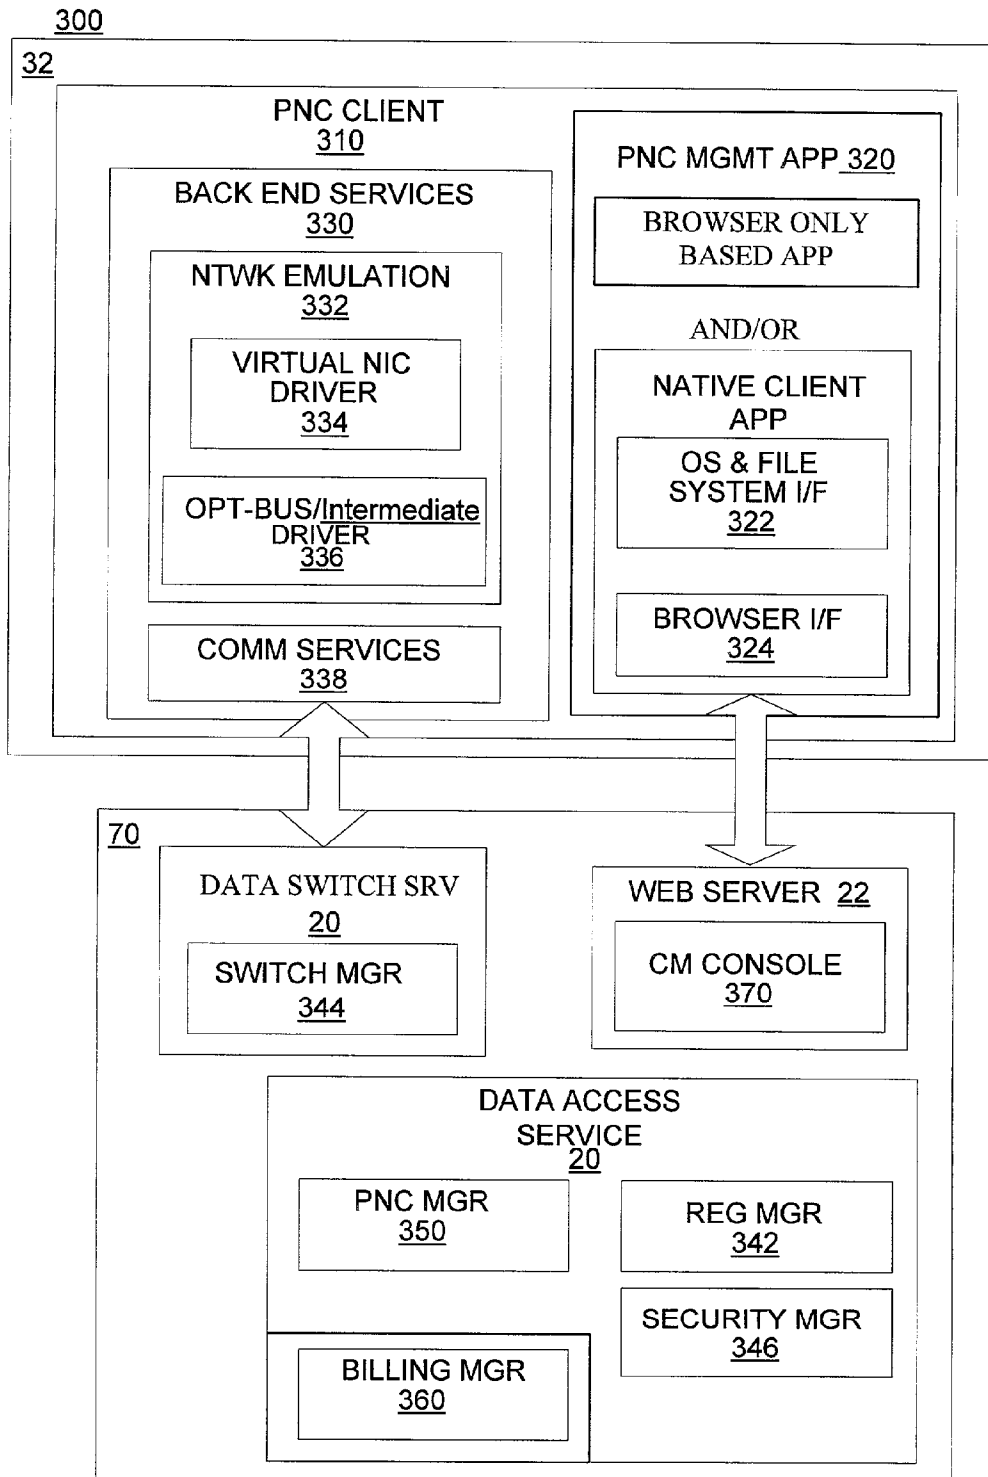 300
32
PNC CLIENT
310
BACK END SERVICES
330
NTWK EMULATION
332
VIRTUAL NIC
DRIVER
334
OPT-BUS/Intermediate
DRIVER
336
COMM SERVICES
338
PNC MGMT APP 320
BROWSER ONLY
BASED APP
AND/OR
NATIVE CLIENT
APP
OS & FILE
SYSTEM I/F
322
BROWSER I/F
324
70
DATA SWITCH SRV
20
SWITCH MGR
344
WEB SERVER 22
CM CONSOLE
370
DATA ACCESS
SERVICE
20
PNC MGR
350
REG MGR
342
SECURITY MGR
346
BILLING MGR
360